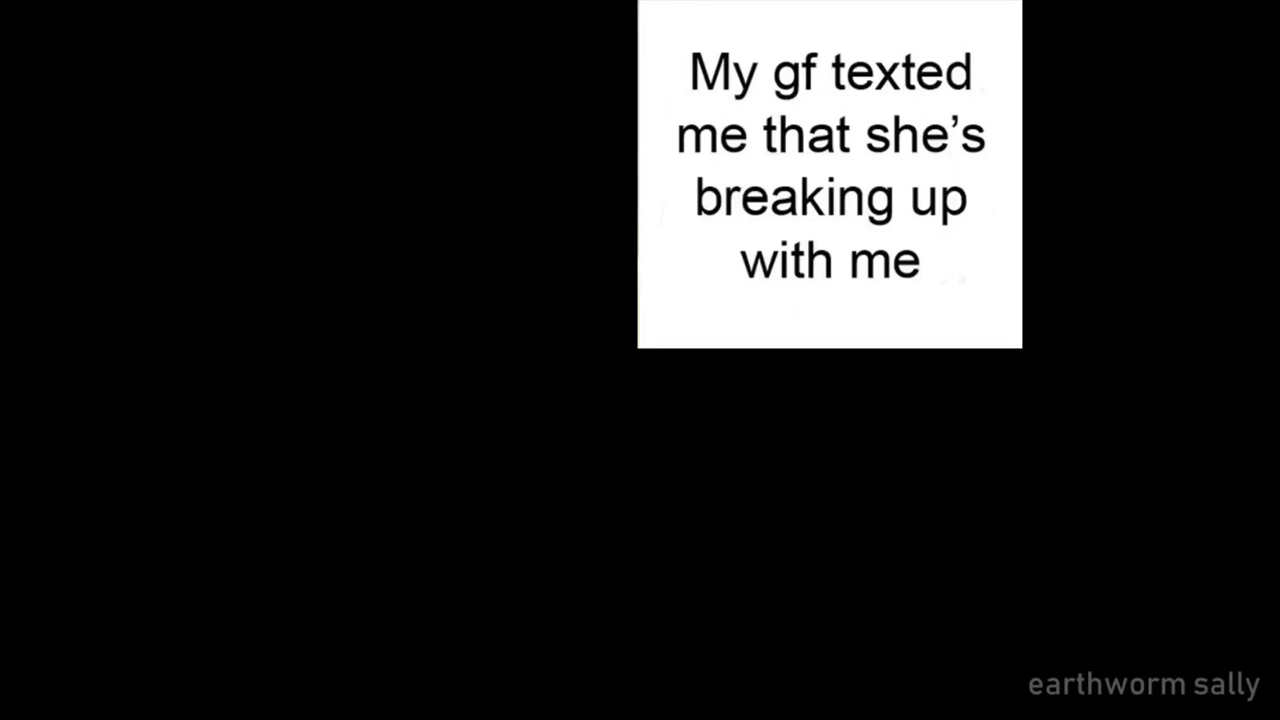 My gf texted
me that she’s
breaking up
with me
earthworm sally